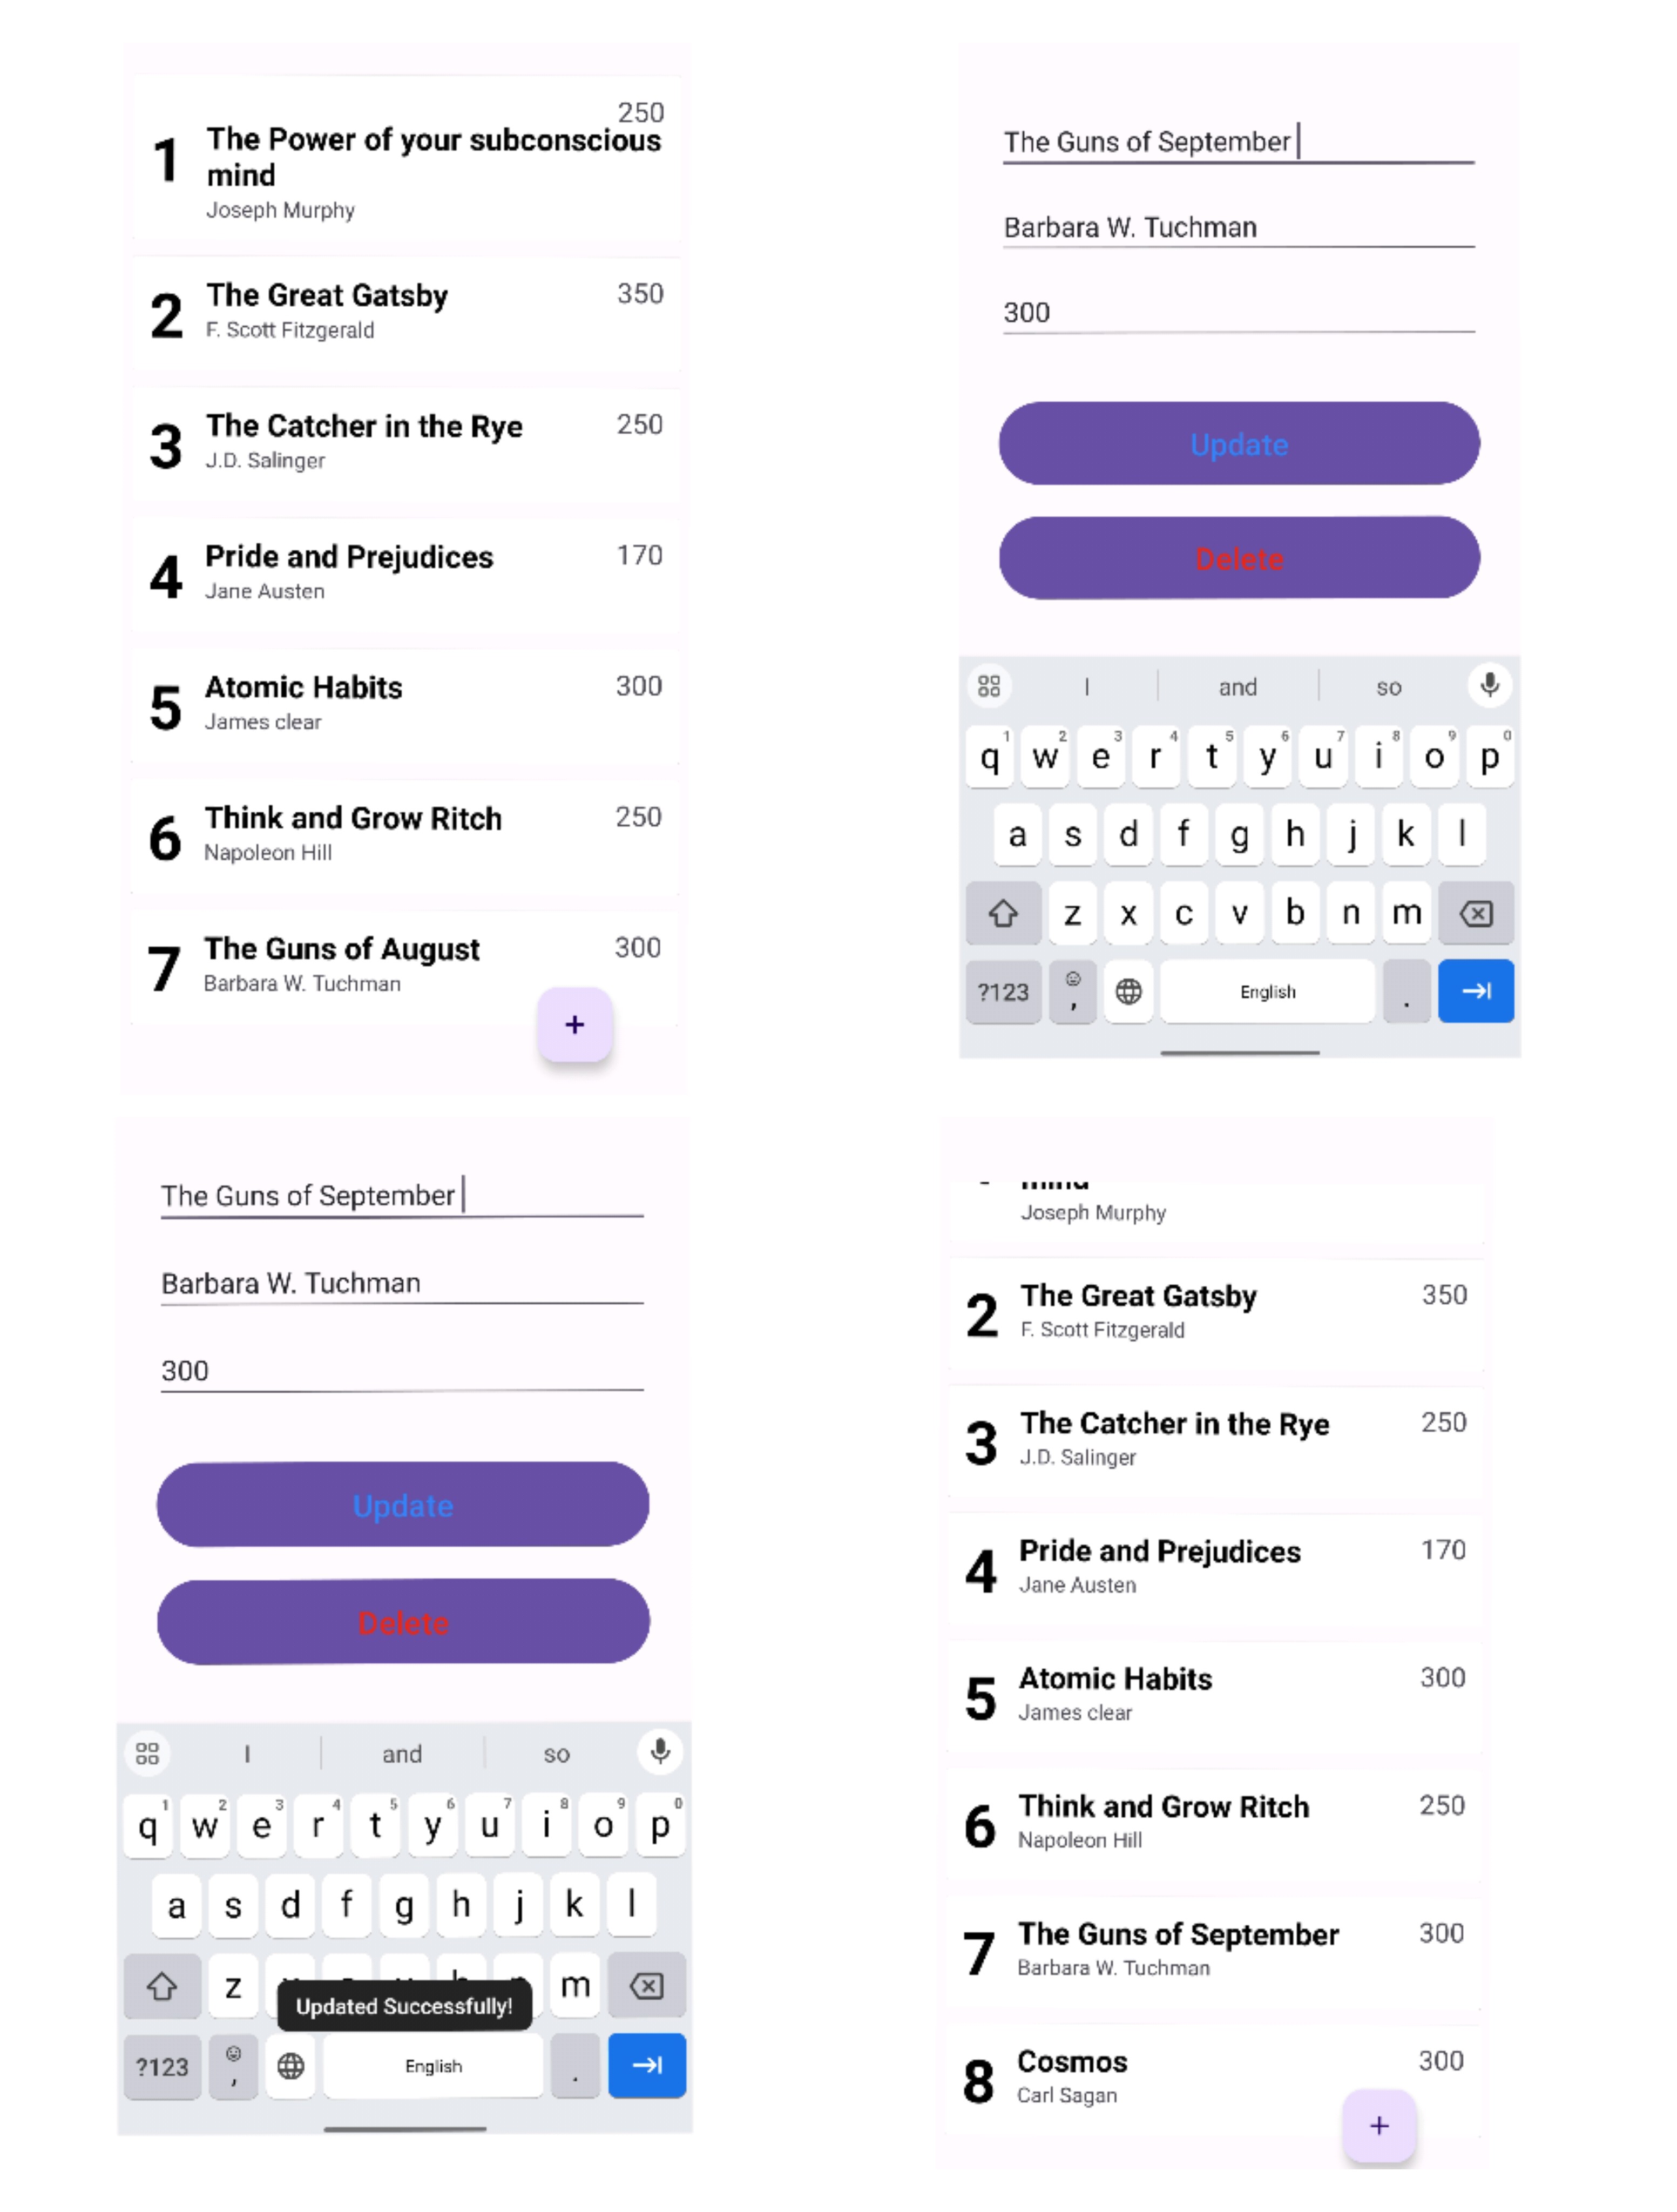 250
1 The Power of your subconscious
mind
Joseph Murphy
2 The Great Gatsby 350
F. Scott Fitzgerald
3 The Catcher in the Rye 250
J.D. Salinger
4 Pride and Prejudices 170
Jane Austen
5 Atomic Habits 300
James clear
6 Think and Grow Ritch 250
Napoleon Hill
7 The Guns of August 300
Barbara W. Tuchman
+
The Guns of September
Barbara W. Tuchman
300
Update
Delete
I and so
q1 w2 e3 r4 t5 y6 u7 i8 o9 p0
a s d f g h j k l
z x c v b n m
?123 , English .
The Guns of September
Barbara W. Tuchman
300
Update
Delete
I and so
q1 w2 e3 r4 t5 y6 u7 i8 o9 p0
a s d f g h j k l
z m
Updated Successfully!
?123 , English .
Joseph Murphy
2 The Great Gatsby 350
F. Scott Fitzgerald
3 The Catcher in the Rye 250
J.D. Salinger
4 Pride and Prejudices 170
Jane Austen
5 Atomic Habits 300
James clear
6 Think and Grow Ritch 250
Napoleon Hill
7 The Guns of September 300
Barbara W. Tuchman
8 Cosmos 300
Carl Sagan
+